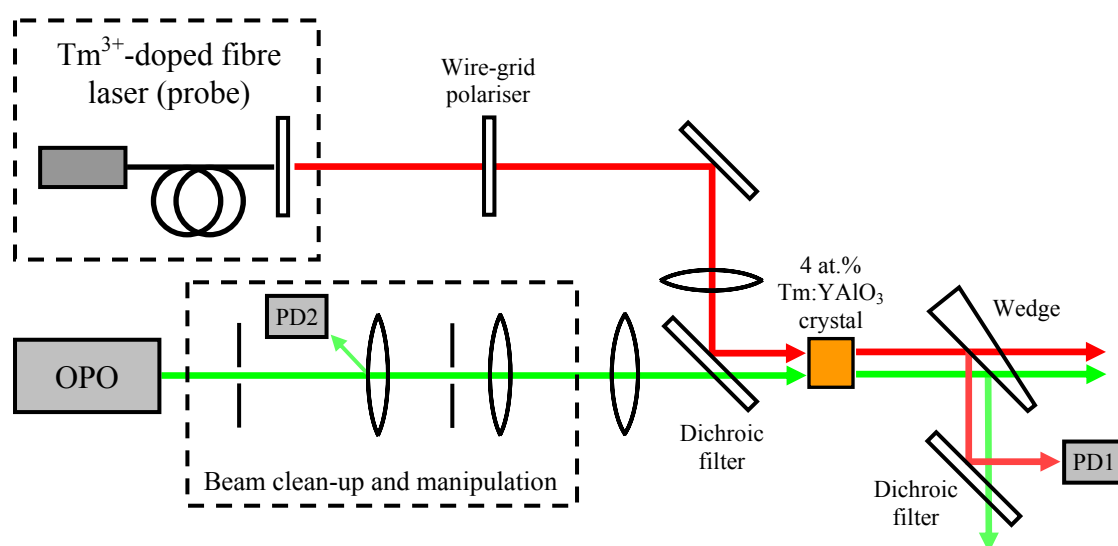 Tm³⁺-doped fibre
laser (probe)
Wire-grid
polariser
4 at.%
Tm:YAlO₃
crystal
Wedge
PD2
OPO
Dichroic
filter
Beam clean-up and manipulation
PD1
Dichroic
filter